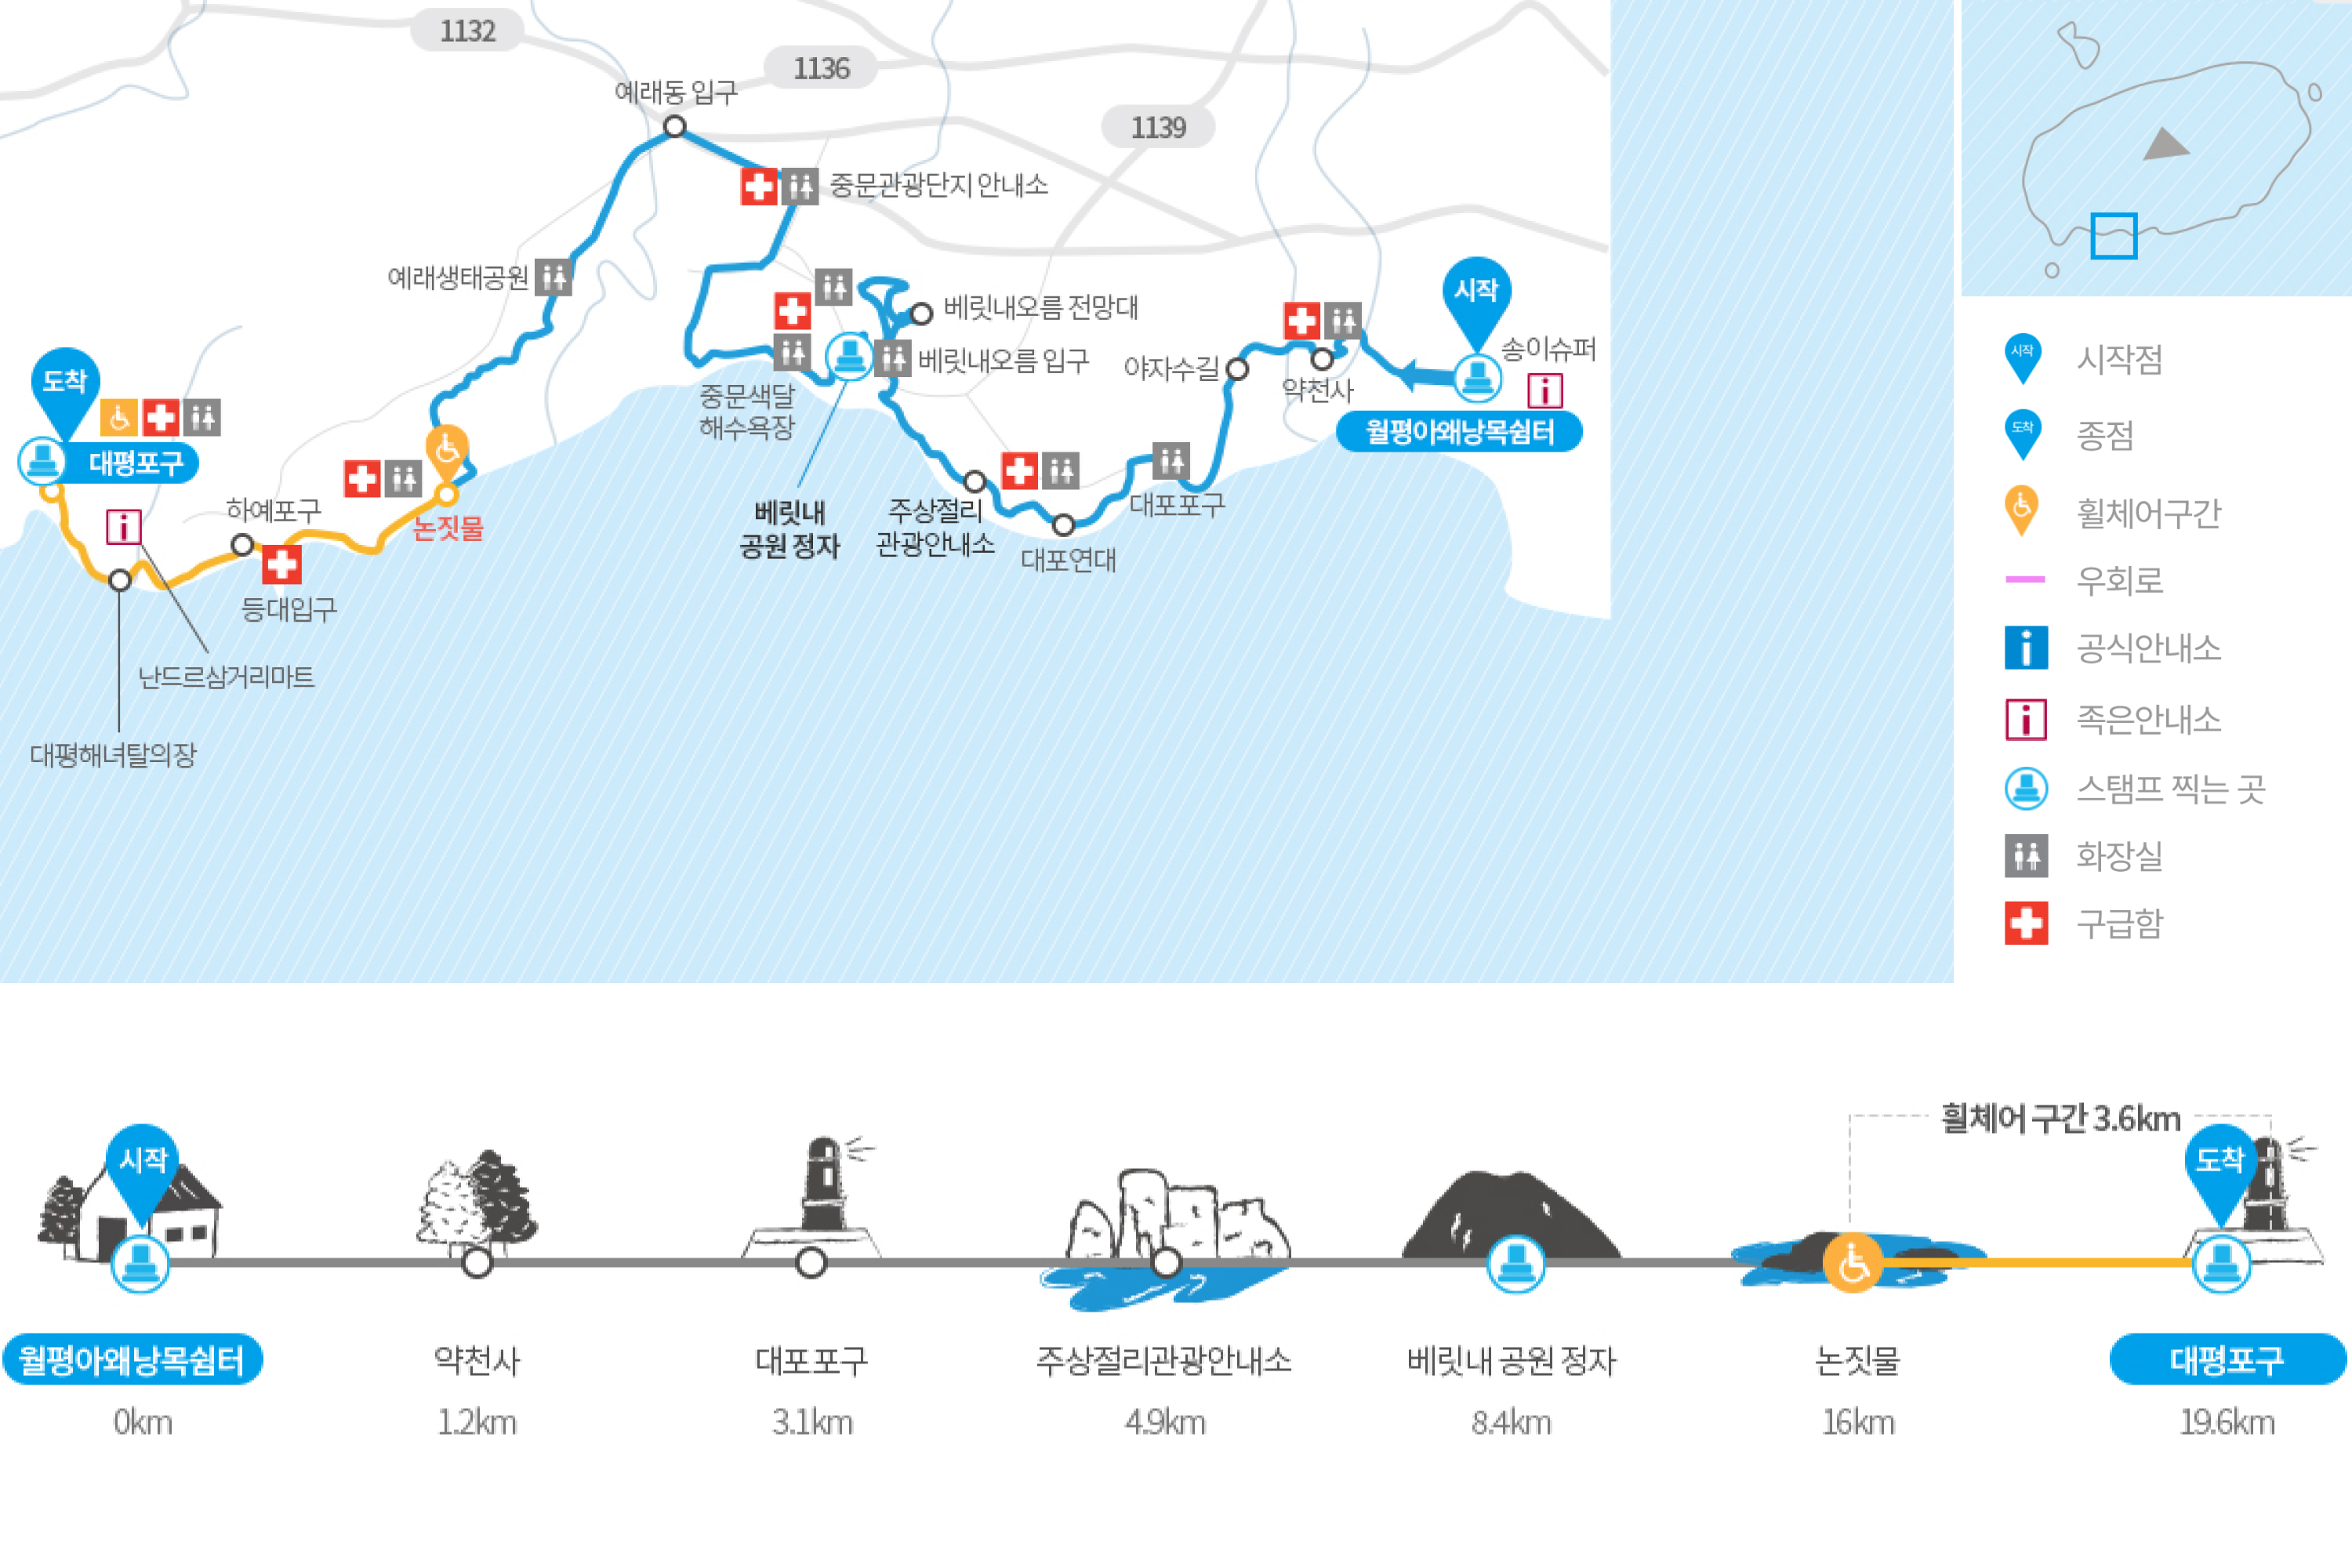 1132
1136
예래동 입구
1139
중문관광단지 안내소
예래생태공원
베릿내오름 전망대
베릿내오름 입구
시작
송이슈퍼
야자수길
약천사
월평아왜낭목쉼터
도착
대평포구
중문색달
해수욕장
하예포구
논짓물
베릿내
공원 정자
주상절리
관광안내소
대포포구
대포연대
등대입구
난드르삼거리마트
대평해녀탈의장
시작
시작점
도착
종점
휠체어구간
우회로
공식안내소
족은안내소
스탬프 찍는 곳
화장실
구급함
휠체어 구간 3.6km
시작
도착
월평아왜낭목쉼터
약천사
대포포구
주상절리관광안내소
베릿내 공원 정자
논짓물
대평포구
0km
1.2km
3.1km
4.9km
8.4km
16km
19.6km